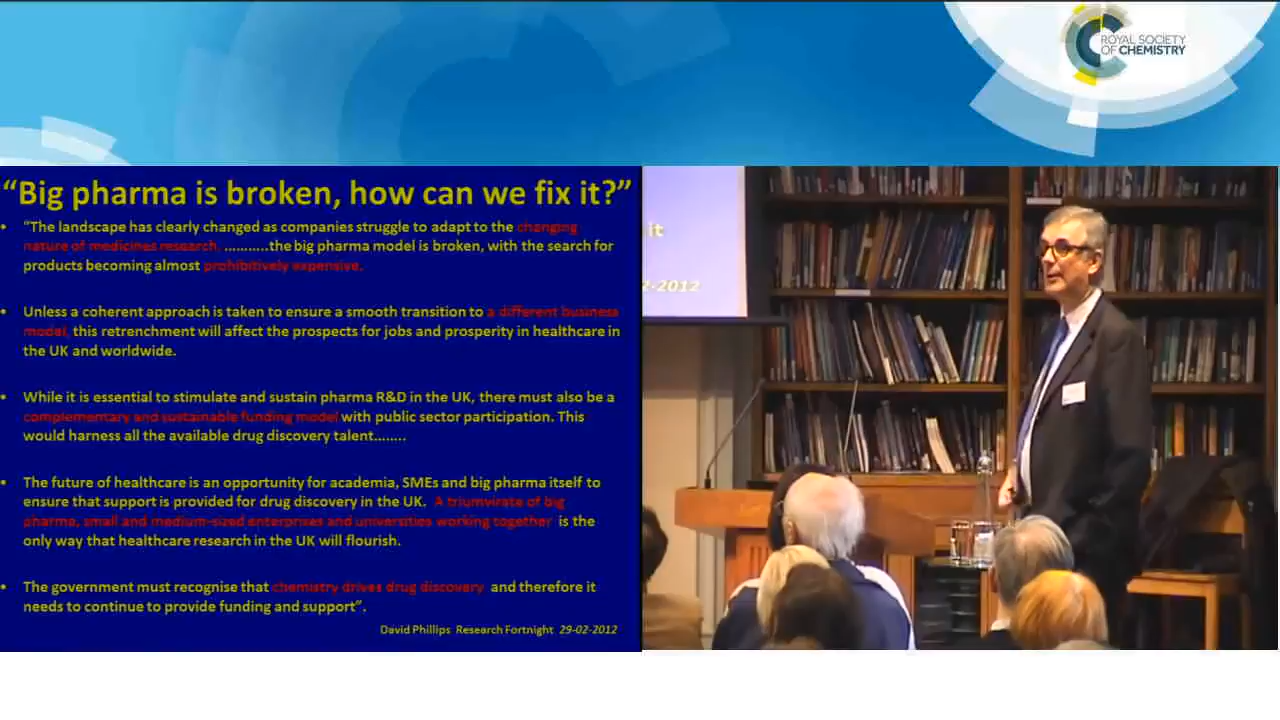 ROYAL SOCIETY
OF CHEMISTRY
“Big pharma is broken, how can we fix it?”
• “The landscape has clearly changed as companies struggle to adapt to the changing
nature of medicines research. ...........the big pharma model is broken, with the search for
products becoming almost prohibitively expensive.
• Unless a coherent approach is taken to ensure a smooth transition to a different business
model, this retrenchment will affect the prospects for jobs and prosperity in healthcare in
the UK and worldwide.
• While it is essential to stimulate and sustain pharma R&D in the UK, there must also be a
complementary and sustainable funding model with public sector participation. This
would harness all the available drug discovery talent........
• The future of healthcare is an opportunity for academia, SMEs and big pharma itself to
ensure that support is provided for drug discovery in the UK. A triumvirate of big
pharma, small and medium-sized enterprises and universities working together is the
only way that healthcare research in the UK will flourish.
• The government must recognise that chemistry drives drug discovery and therefore it
needs to continue to provide funding and support”.
David Phillips Research Fortnight 29-02-2012
it
2-2012